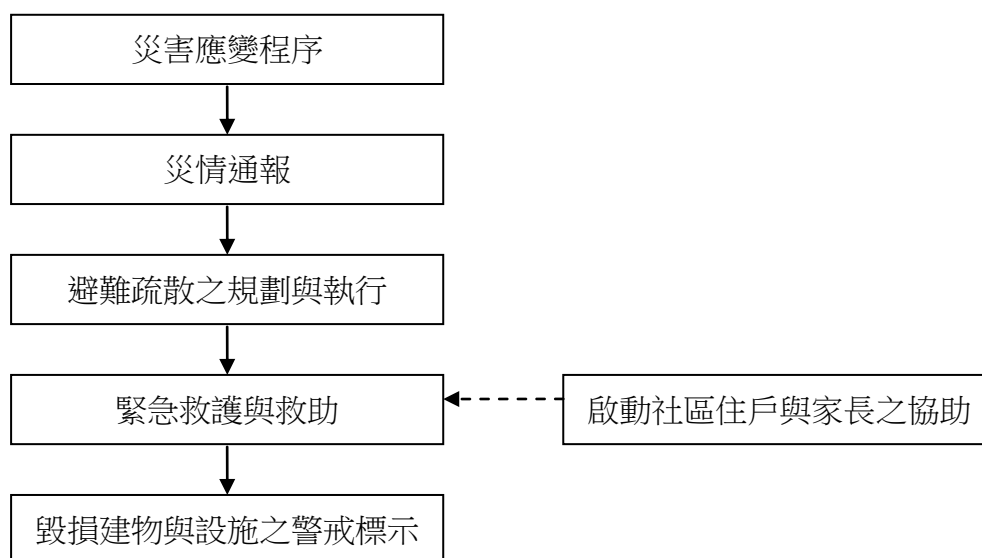 災害應變程序
災情通報
避難疏散之規劃與執行
緊急救護與救助
啟動社區住戶與家長之協助
毀損建物與設施之警戒標示